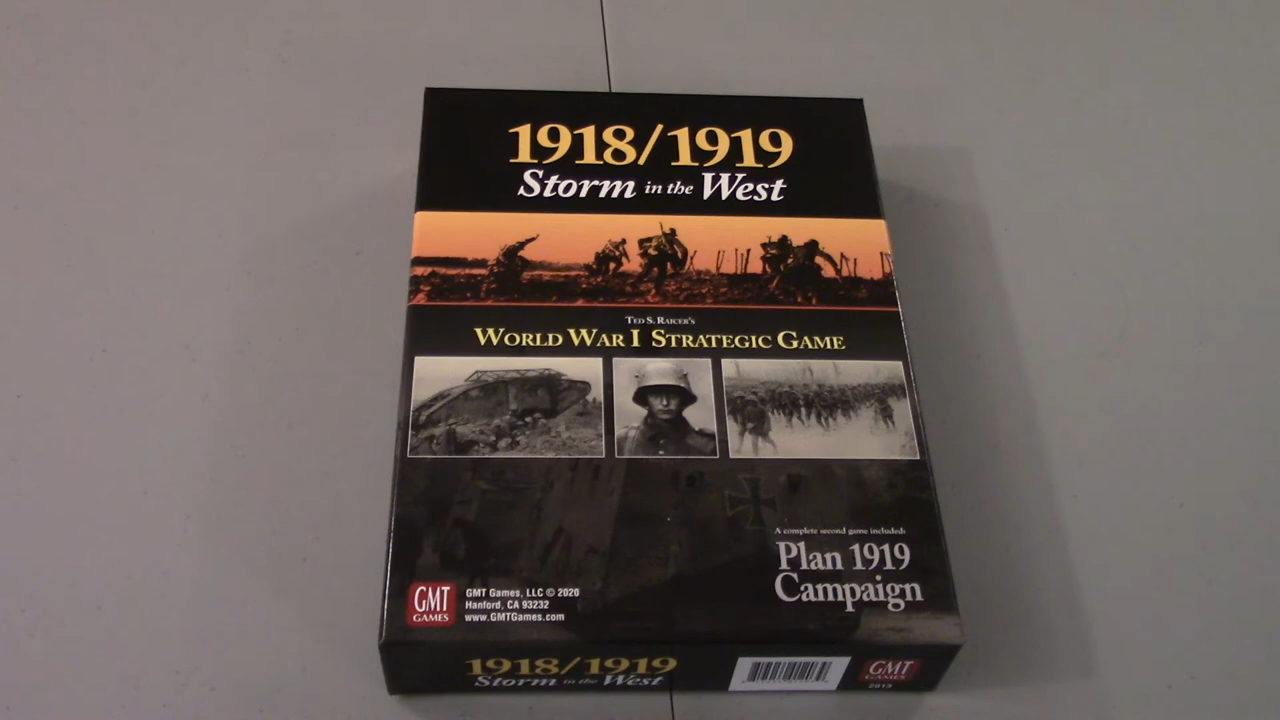 1918/1919
Storm in the West
TED S. RAICER'S
WORLD WAR I STRATEGIC GAME
A complete second game included:
Plan 1919
Campaign
GMT
GAMES
GMT Games, LLC © 2020
Hanford, CA 93232
www.GMTGames.com
1918/1919
Storm in the West
GMT
GAMES